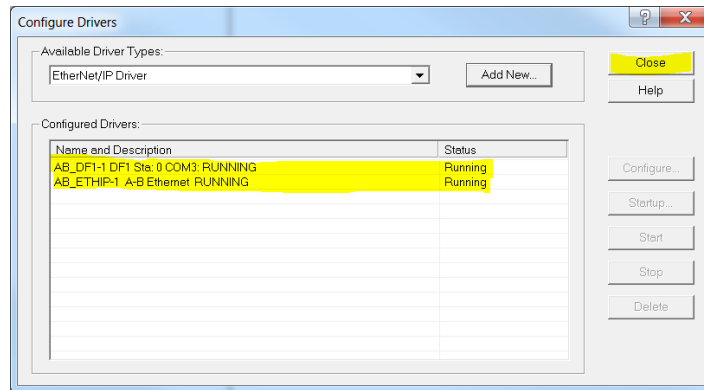 Configure Drivers
Available Driver Types:
EtherNet/IP Driver
Add New...
Close
Help
Configured Drivers:
Name and Description Status
AB_DF1-1 DF1 Sta: 0 COM3: RUNNING Running
AB_ETHIP-1 A-B Ethernet RUNNING Running
Configure...
Startup...
Start
Stop
Delete